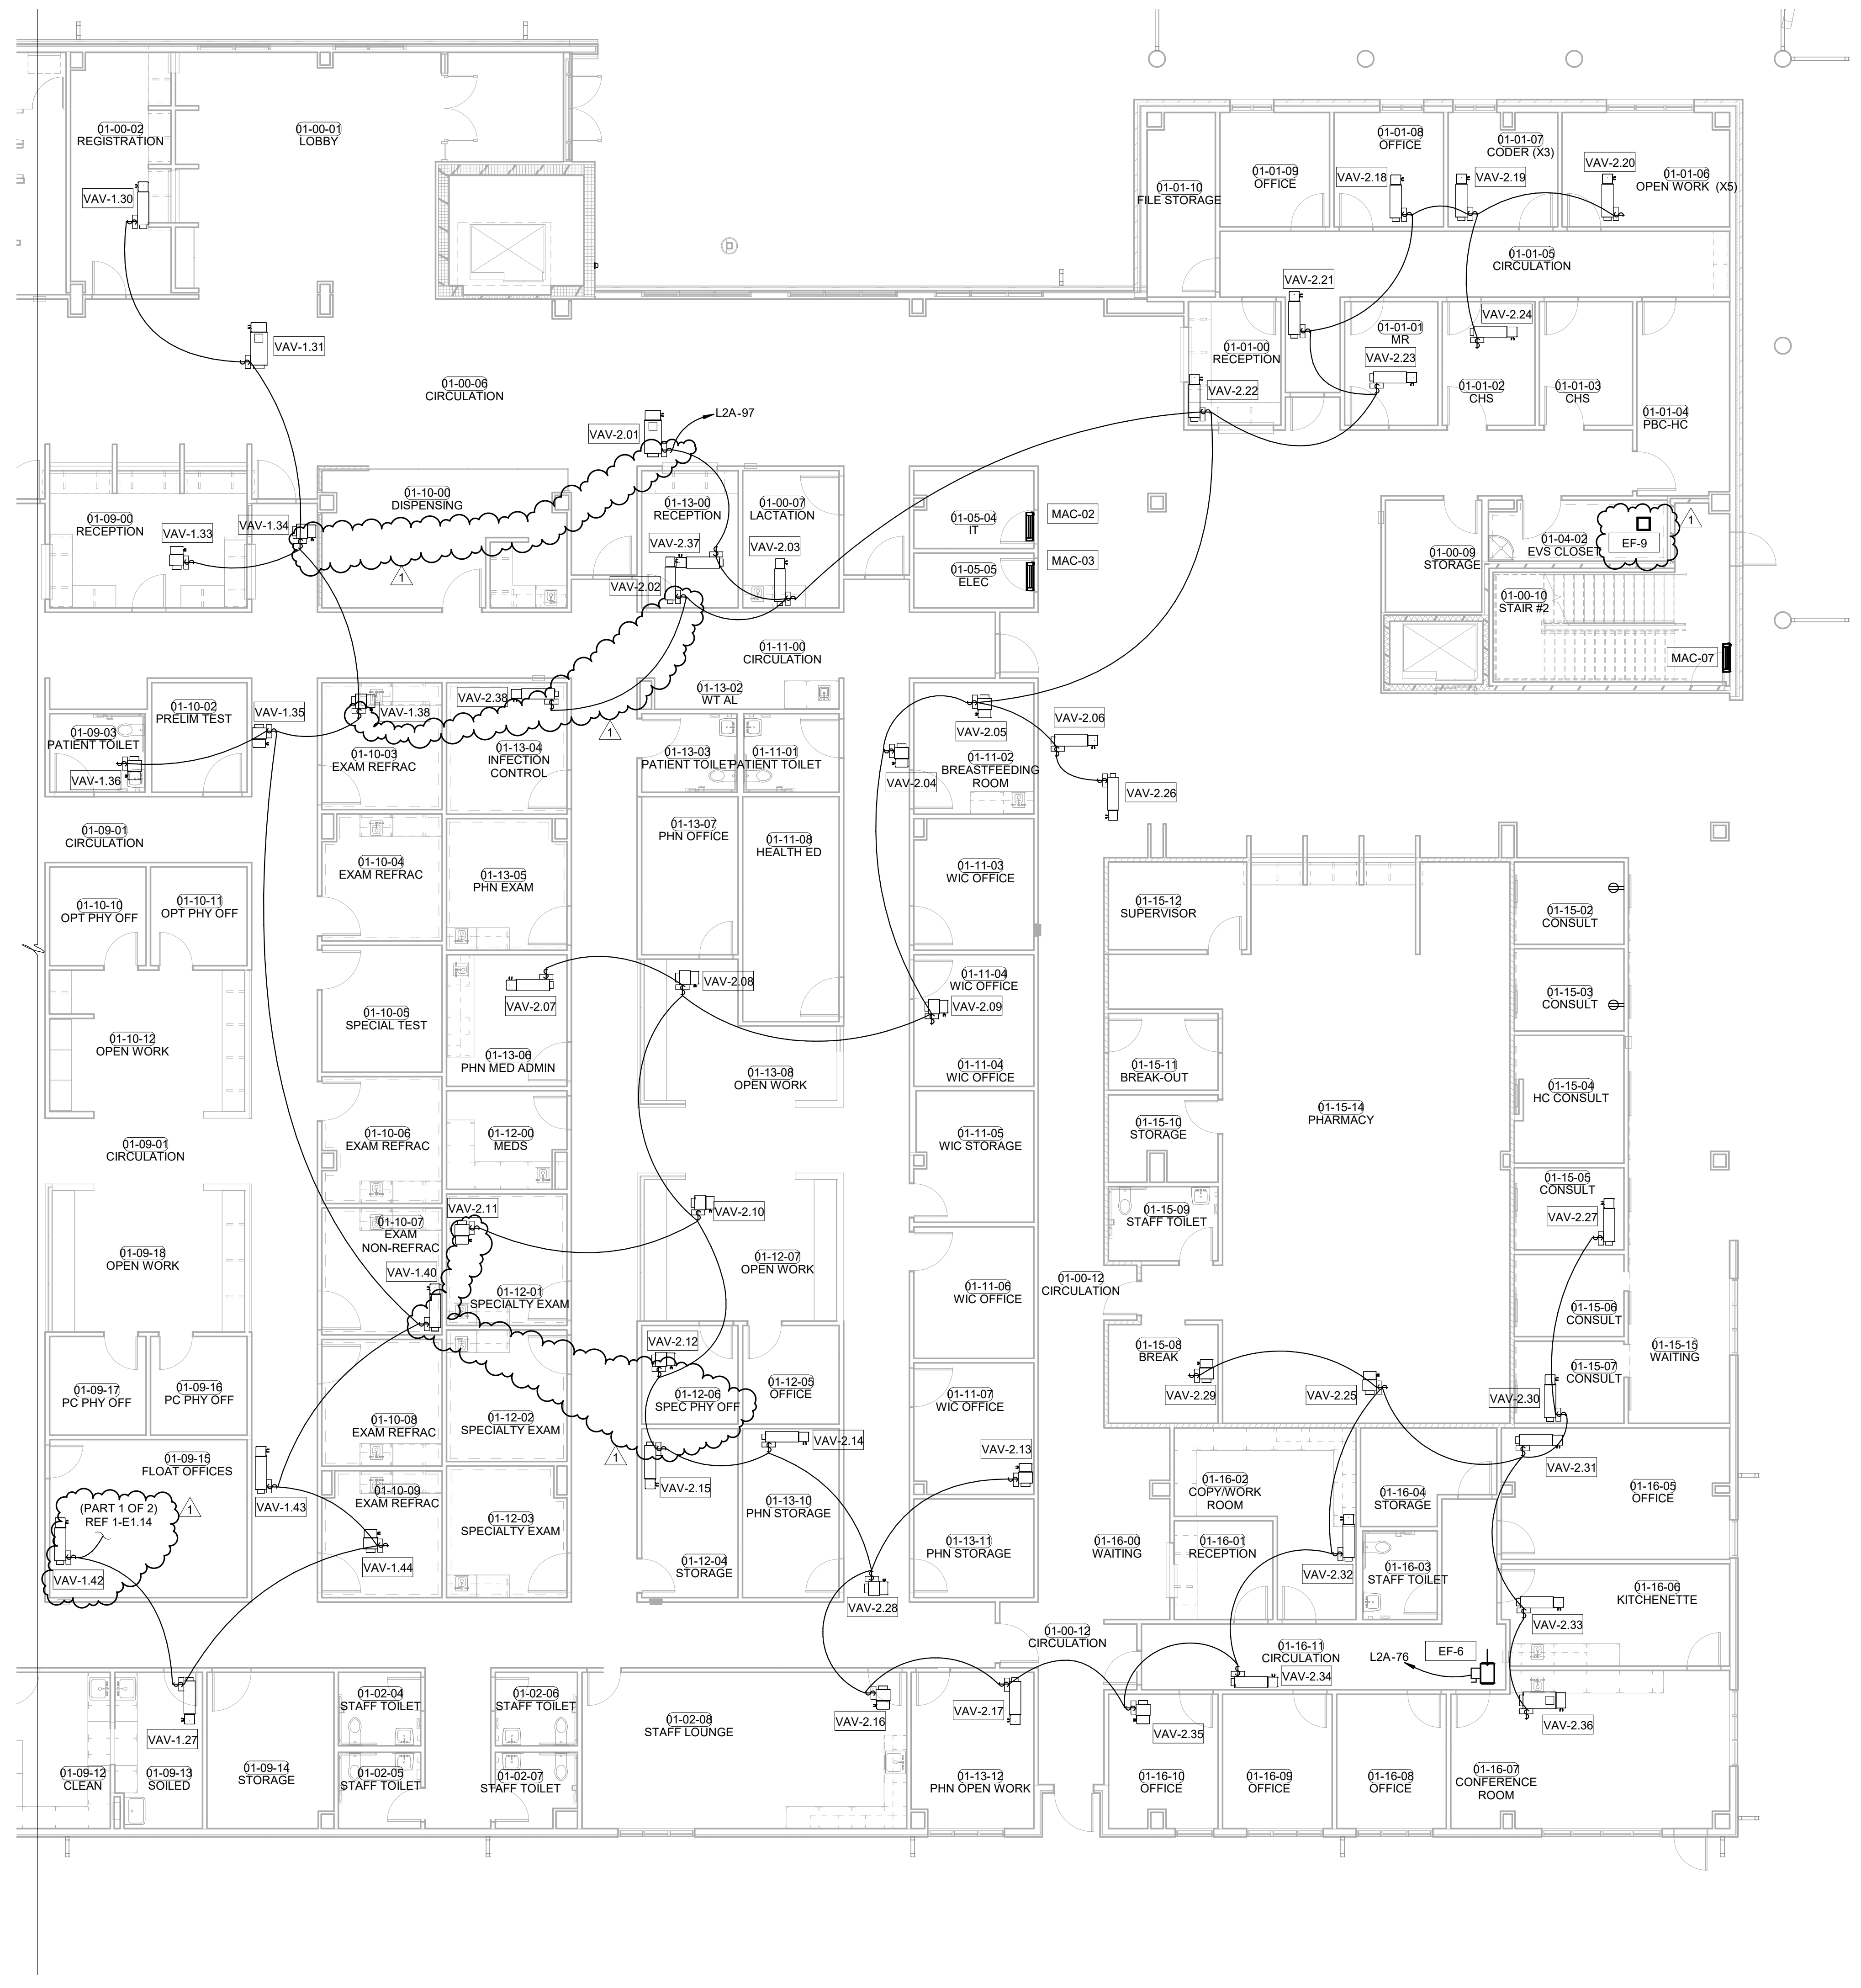 01-00-02
REGISTRATION
01-00-01
LOBBY
VAV-1.30
VAV-1.31
01-00-06
CIRCULATION
01-01-10
FILE STORAGE
01-01-09
OFFICE
01-01-08
OFFICE
VAV-2.18
01-01-07
CODER (X3)
VAV-2.19
VAV-2.20
01-01-06
OPEN WORK (X5)
01-01-05
CIRCULATION
VAV-2.21
01-01-00
RECEPTION
VAV-2.22
01-01-01
MR
VAV-2.23
VAV-2.24
01-01-02
CHS
01-01-03
CHS
01-01-04
PBC-HC
VAV-2.01
L2A-97
01-09-00
RECEPTION
VAV-1.33
VAV-1.34
01-10-00
DISPENSING
1
01-13-00
RECEPTION
01-00-07
LACTATION
VAV-2.37
VAV-2.03
VAV-2.02
01-05-04
IT
MAC-02
01-05-05
ELEC
MAC-03
01-00-09
STORAGE
01-04-02
EVS CLOSET
EF-9
1
01-00-10
STAIR #2
MAC-07
01-11-00
CIRCULATION
01-13-02
WT AL
01-10-02
PRELIM TEST
VAV-1.35
01-09-03
PATIENT TOILET
VAV-1.36
VAV-1.38
01-10-03
EXAM REFRAC
VAV-2.38
01-13-04
INFECTION
CONTROL
1
01-13-03
PATIENT TOILET
01-11-01
PATIENT TOILET
VAV-2.05
VAV-2.04
01-11-02
BREASTFEEDING
ROOM
VAV-2.06
VAV-2.26
01-09-01
CIRCULATION
01-10-04
EXAM REFRAC
01-13-05
PHN EXAM
01-13-07
PHN OFFICE
01-11-08
HEALTH ED
01-11-03
WIC OFFICE
01-10-10
OPT PHY OFF
01-10-11
OPT PHY OFF
01-15-12
SUPERVISOR
01-15-02
CONSULT
01-10-05
SPECIAL TEST
VAV-2.07
VAV-2.08
01-11-04
WIC OFFICE
VAV-2.09
01-15-03
CONSULT
01-10-12
OPEN WORK
01-13-06
PHN MED ADMIN
01-13-08
OPEN WORK
01-11-04
WIC OFFICE
01-15-11
BREAK-OUT
01-15-04
HC CONSULT
01-15-14
PHARMACY
01-09-01
CIRCULATION
01-10-06
EXAM REFRAC
01-12-00
MEDS
01-11-05
WIC STORAGE
01-15-10
STORAGE
01-15-05
CONSULT
VAV-2.27
01-15-09
STAFF TOILET
VAV-2.11
01-10-07
EXAM
NON-REFRAC
VAV-2.10
01-09-18
OPEN WORK
VAV-1.40
01-12-01
SPECIALTY EXAM
01-12-07
OPEN WORK
01-11-06
WIC OFFICE
01-00-12
CIRCULATION
01-15-06
CONSULT
01-15-15
WAITING
01-15-08
BREAK
VAV-2.29
VAV-2.25
01-15-07
CONSULT
VAV-2.30
01-09-17
PC PHY OFF
01-09-16
PC PHY OFF
VAV-2.12
01-12-06
SPEC PHY OFF
01-12-05
OFFICE
01-11-07
WIC OFFICE
01-10-08
EXAM REFRAC
01-12-02
SPECIALTY EXAM
1
VAV-2.14
VAV-2.15
VAV-2.13
VAV-2.31
01-09-15
FLOAT OFFICES
(PART 1 OF 2)
REF 1-E1.14
1
VAV-1.42
VAV-1.43
01-10-09
EXAM REFRAC
VAV-1.44
01-12-03
SPECIALTY EXAM
01-13-10
PHN STORAGE
01-12-04
STORAGE
VAV-2.28
01-13-11
PHN STORAGE
01-16-02
COPY/WORK
ROOM
01-16-04
STORAGE
01-16-05
OFFICE
01-16-00
WAITING
01-16-01
RECEPTION
VAV-2.32
01-16-03
STAFF TOILET
01-16-06
KITCHENETTE
VAV-2.33
01-00-12
CIRCULATION
01-16-11
CIRCULATION
VAV-2.34
L2A-76
EF-6
01-02-04
STAFF TOILET
01-02-06
STAFF TOILET
01-02-08
STAFF LOUNGE
VAV-2.16
VAV-2.17
VAV-2.35
VAV-2.36
VAV-1.27
01-09-12
CLEAN
01-09-13
SOILED
01-09-14
STORAGE
01-02-05
STAFF TOILET
01-02-07
STAFF TOILET
01-13-12
PHN OPEN WORK
01-16-10
OFFICE
01-16-09
OFFICE
01-16-08
OFFICE
01-16-07
CONFERENCE
ROOM